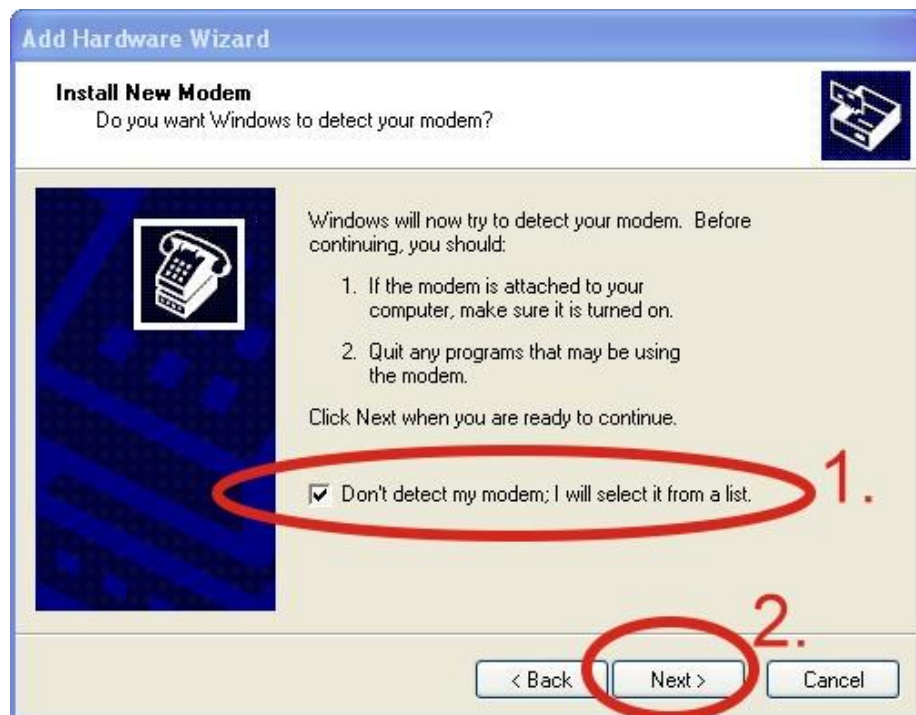 Add Hardware Wizard
Install New Modem
Do you want Windows to detect your modem?
Windows will now try to detect your modem. Before
continuing, you should:
1. If the modem is attached to your
computer, make sure it is turned on.
2. Quit any programs that may be using
the modem.
Click Next when you are ready to continue.
Don't detect my modem; I will select it from a list.
1.
2.
< Back Next > Cancel